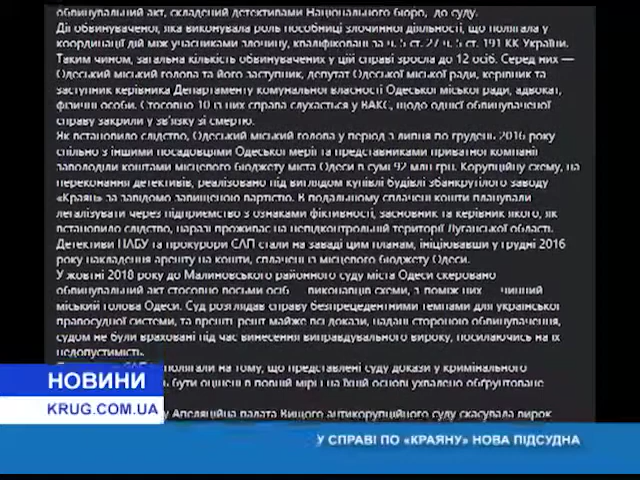 обвинувальний акт, складений детективами Національного бюро, до суду.
Дії обвинуваченої, яка виконувала роль пособниці злочинної діяльності, що полягала у
координації дій між учасниками злочину, кваліфіковані за ч. 5 ст. 27 ч. 5 ст. 191 КК України.
Таким чином, загальна кількість обвинувачених у цій справі зросла до 12 осіб. Серед них —
Одеський міський голова та його заступник, депутат Одеської міської ради, керівник та
заступник керівника Департаменту комунальної власності Одеської міської ради, адвокат,
фізичні особи. Стосовно 10 із них справа слухається у ВАКС, щодо однієї обвинуваченої
справу закрили у зв'язку зі смертю.
Як встановило слідство, Одеський міський голова у період з липня по грудень 2016 року
спільно з іншими посадовцями Одеської мерії та представниками приватної компанії
заволоділи коштами місцевого бюджету міста Одеси в сумі 92 млн грн. Корупційну схему, на
переконання детективів, реалізовано під виглядом купівлі будівлі збанкрутілого заводу
«Краян» за завідомо завищеною вартістю. В подальшому сплачені кошти планували
легалізувати через підприємство з ознаками фіктивності, засновник та керівник якого, як
встановило слідство, наразі проживає на непідконтрольній території Луганської області.
Детективи НАБУ та прокурори САП стали на заваді цим планам, ініціювавши у грудні 2016
року накладення арешту на кошти, сплачені із місцевого бюджету Одеси.
У жовтні 2018 року до Малиновського районного суду міста Одеси скеровано
обвинувальний акт стосовно восьми осіб — виконавців схеми, з-поміж них — чинний
міський голова Одеси. Суд розглядав справу безпрецедентними темпами для української
правосудної системи, та врешті-решт майже всі докази, надані стороною обвинувачення,
судом не були враховані під час винесення виправдувального вироку, посилаючись на їх
недопустимість.
полягали на тому, що представлені суду докази у кримінального
бути оцінені в повній мірі і на їхній основі ухвалено обґрунтоване
НОВИНИ
KRUG.COM.UA
у Апеляційна палата Вищого антикорупційного суду скасувала вирок
У СПРАВІ ПО «КРАЯНУ» НОВА ПІДСУДНА